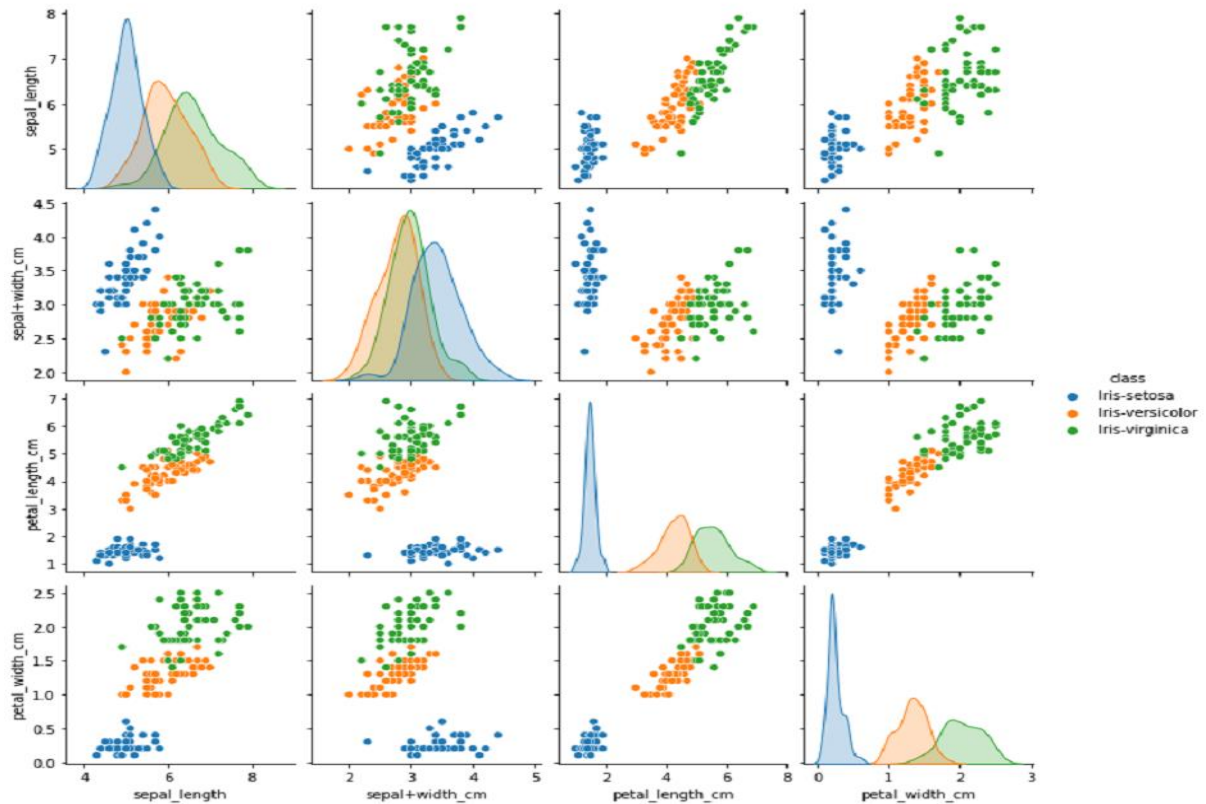 8
7
6
5
sepal_length
4.5
4.0
3.5
3.0
2.5
2.0
sepal+width_cm
7
6
5
4
3
2
1
petal_length_cm
2.5
2.0
1.5
1.0
0.5
0.0
petal_width_cm
4 6 8
sepal_length
2 3 4 5
sepal+width_cm
0 2 4 6 8
petal_length_cm
0 1 2 3
petal_width_cm
class
Iris-setosa
Iris-versicolor
Iris-virginica